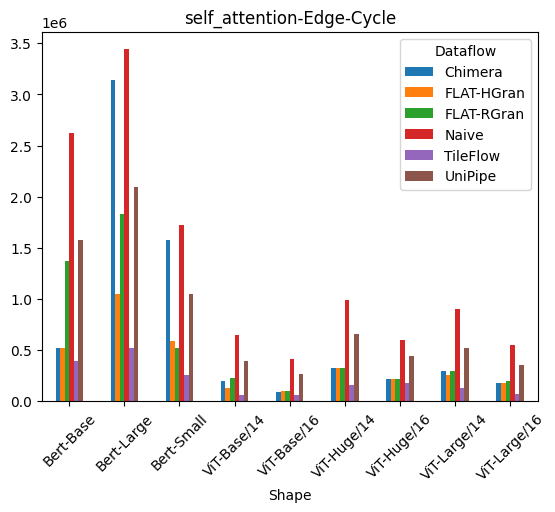 self_attention-Edge-Cycle
1e6
Dataflow
Chimera
FLAT-HGran
FLAT-RGran
Naive
TileFlow
UniPipe
3.5
3.0
2.5
2.0
1.5
1.0
0.5
0.0
Bert-Base
Bert-Large
Bert-Small
ViT-Base/14
ViT-Base/16
ViT-Huge/14
ViT-Huge/16
ViT-Large/14
ViT-Large/16
Shape